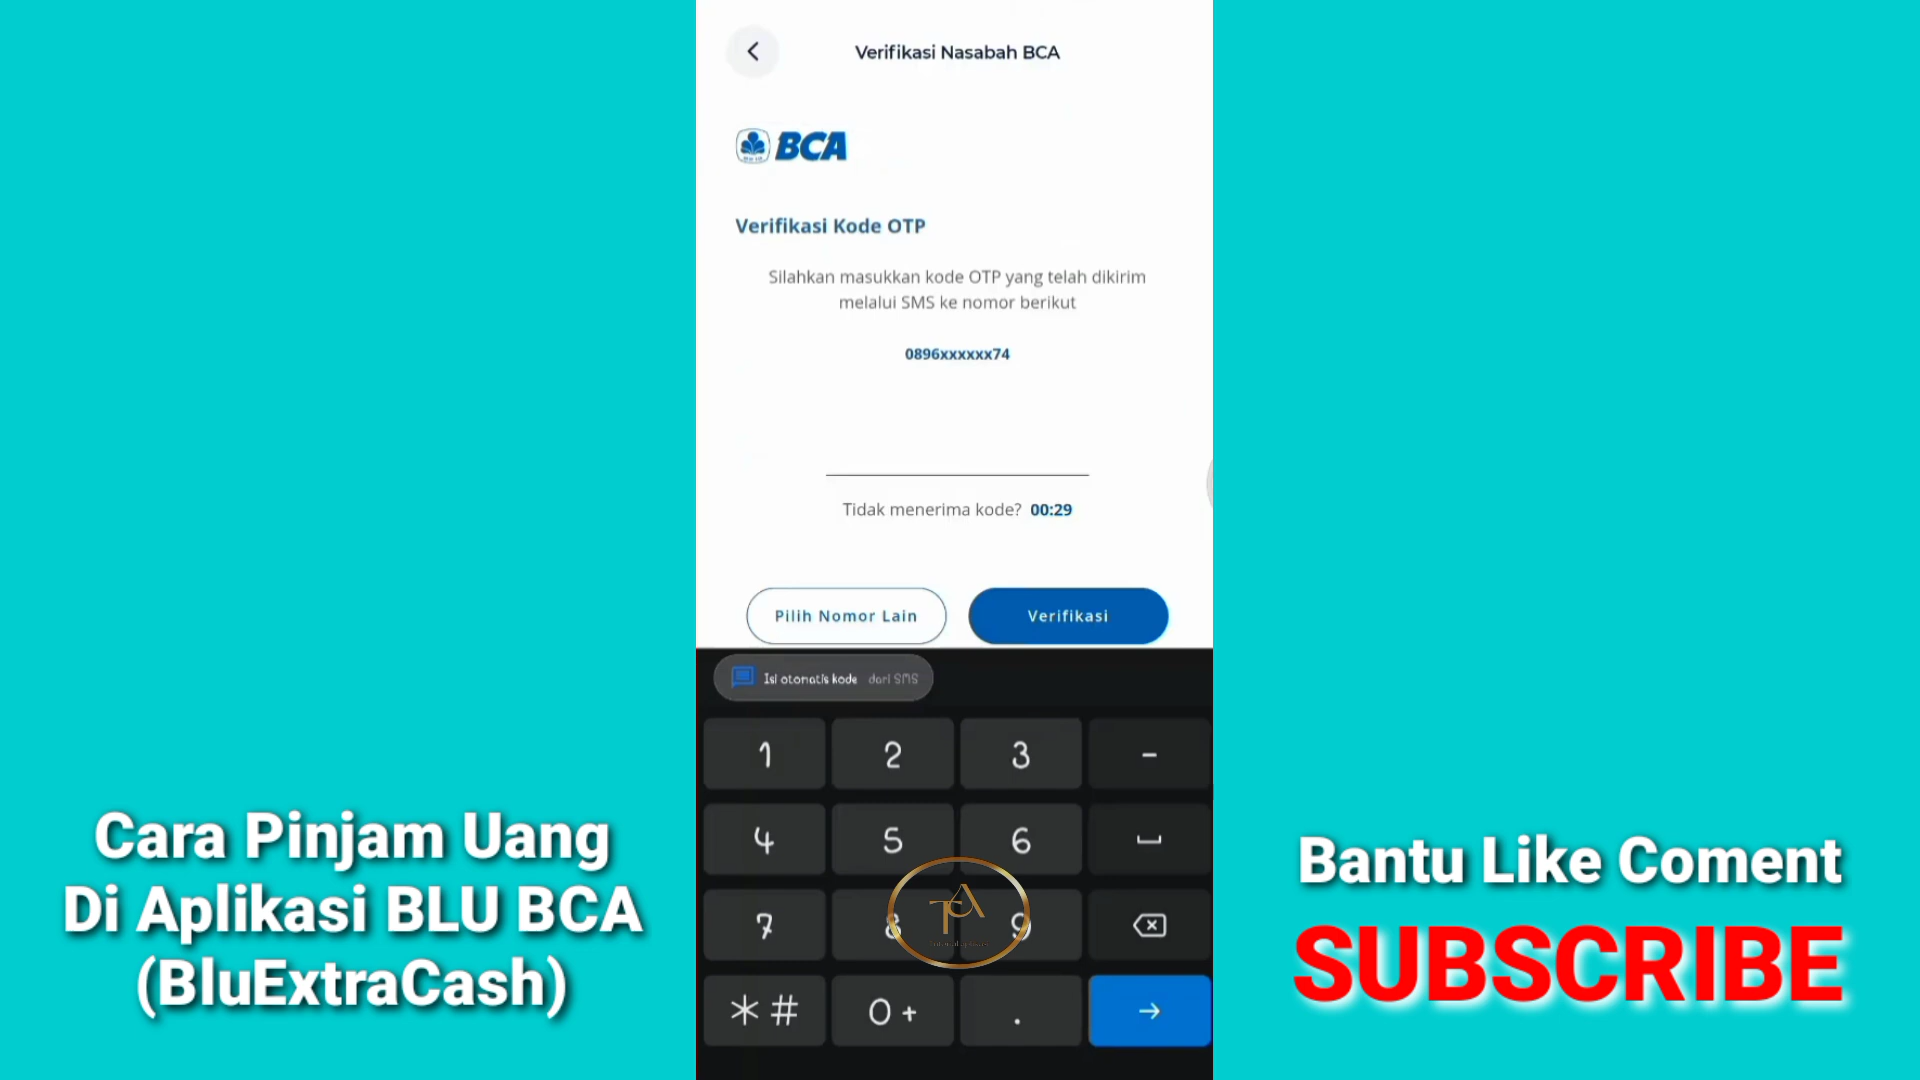 Verifikasi Nasabah BCA
BCA
Verifikasi Kode OTP
Silahkan masukkan kode OTP yang telah dikirim
melalui SMS ke nomor berikut
0896xxxxxx74
Tidak menerima kode? 00:29
Pilih Nomor Lain
Verifikasi
Isi otomatis kode dari SMS
1 2 3 -
4 5 6
7 8 9
* # 0 + .
TA
Cara Pinjam Uang
Di Aplikasi BLU BCA
(BluExtraCash)
Bantu Like Coment
SUBSCRIBE